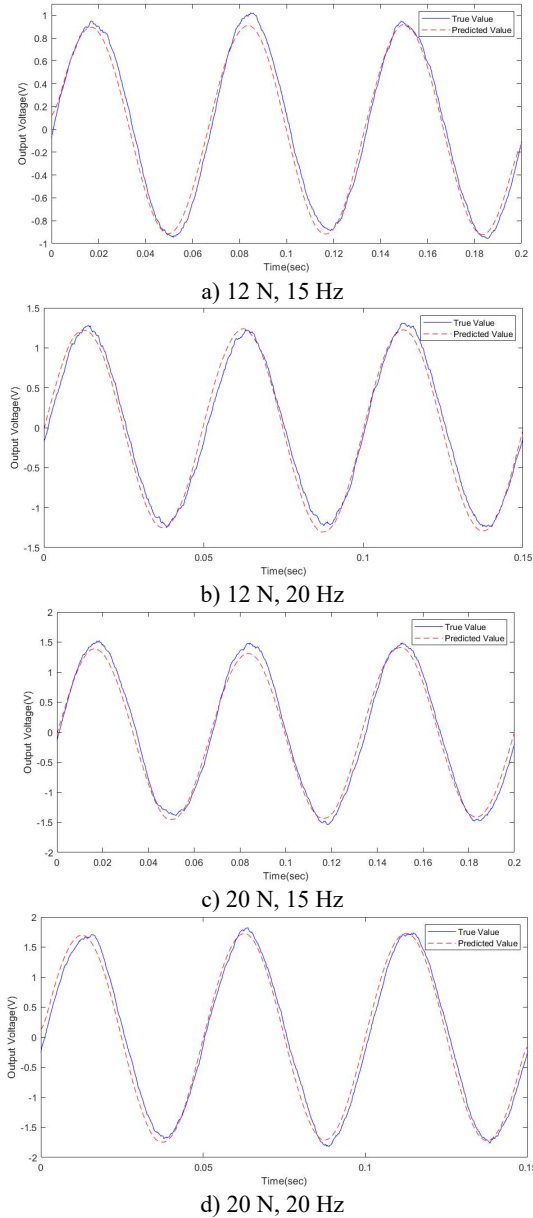 True Value
Predicted Value
Output Voltage(V)
1
0.8
0.6
0.4
0.2
0
-0.2
-0.4
-0.6
-0.8
-1
0 0.02 0.04 0.06 0.08 0.1 0.12 0.14 0.16 0.18 0.2
Time(sec)
a) 12 N, 15 Hz
True Value
Predicted Value
Output Voltage(V)
1.5
1
0.5
0
-0.5
-1
-1.5
0 0.05 0.1 0.15
Time(sec)
b) 12 N, 20 Hz
True Value
Predicted Value
Output Voltage(V)
2
1.5
1
0.5
0
-0.5
-1
-1.5
-2
0 0.02 0.04 0.06 0.08 0.1 0.12 0.14 0.16 0.18 0.2
Time(sec)
c) 20 N, 15 Hz
True Value
Predicted Value
Output Voltage(V)
2
1.5
1
0.5
0
-0.5
-1
-1.5
-2
0 0.05 0.1 0.15
Time(sec)
d) 20 N, 20 Hz